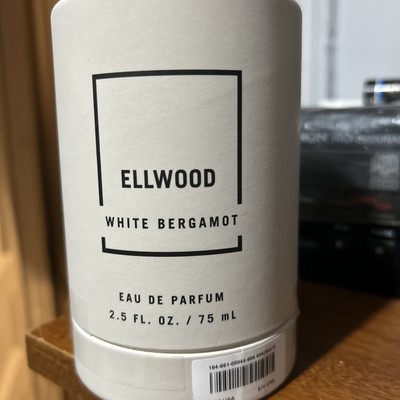 ELLWOOD
WHITE BERGAMOT
EAU DE PARFUM
2.5 FL. OZ. / 75 mL